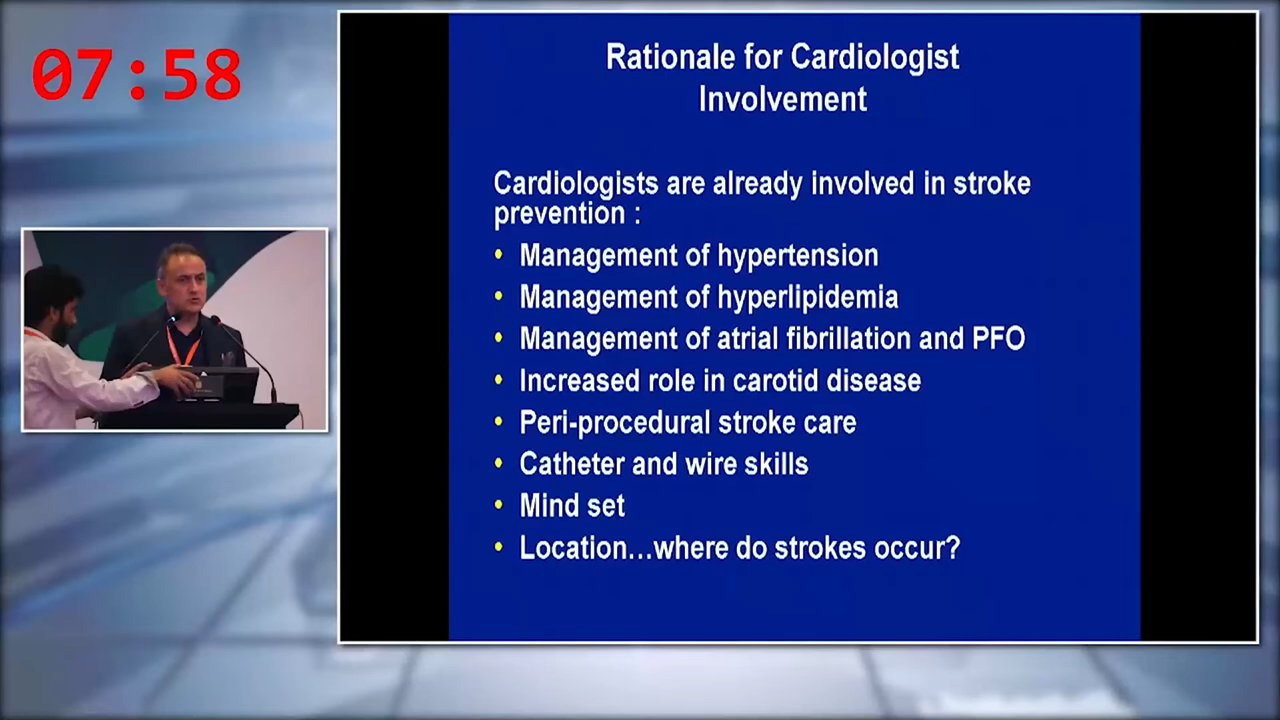 07:58
Rationale for Cardiologist
Involvement
Cardiologists are already involved in stroke
prevention :
• Management of hypertension
• Management of hyperlipidemia
• Management of atrial fibrillation and PFO
• Increased role in carotid disease
• Peri-procedural stroke care
• Catheter and wire skills
• Mind set
• Location...where do strokes occur?